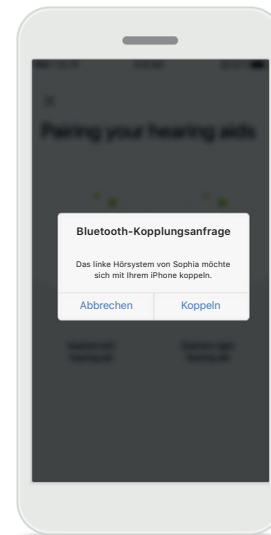 Pairing your hearing aids
Bluetooth-Kopplungsanfrage
Das linke Hörsystem von Sophia möchte
sich mit Ihrem iPhone koppeln.
Abbrechen Koppeln